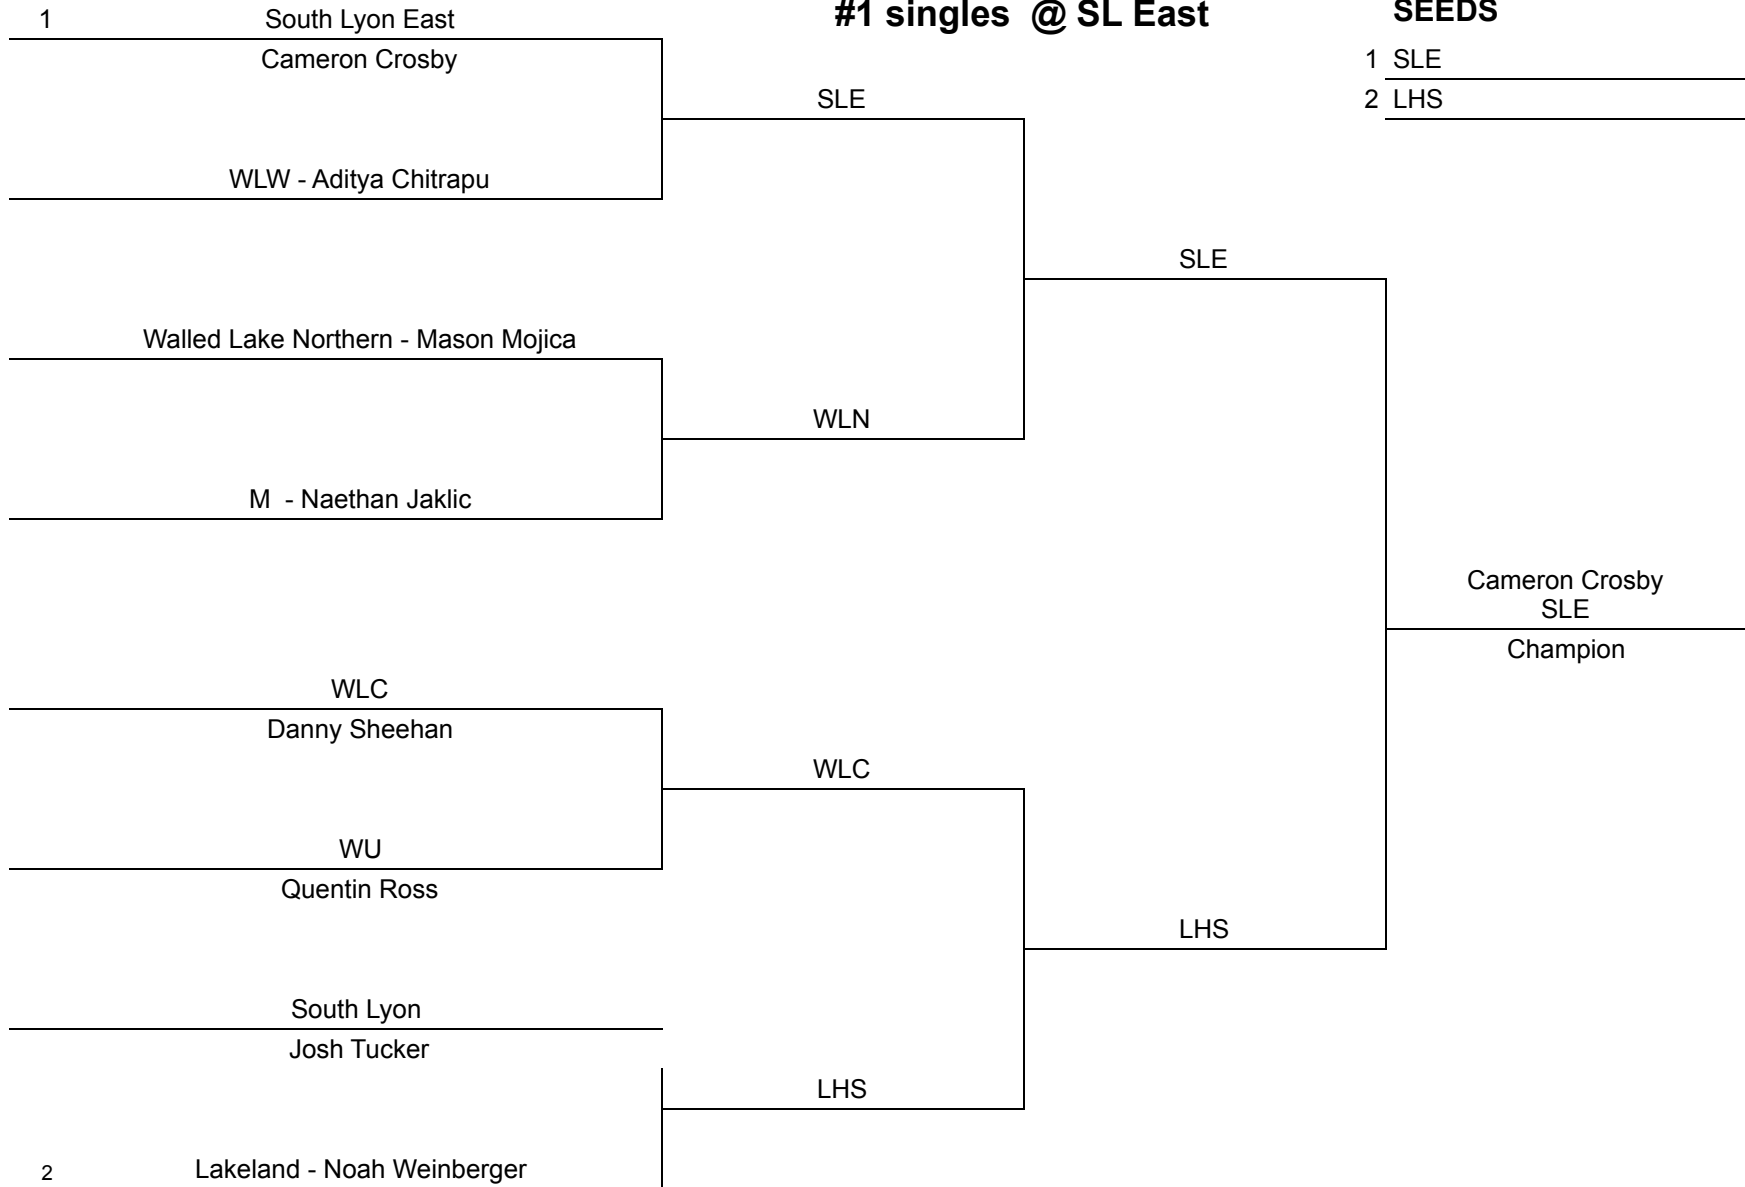 #1 singles @ SL East
SEEDS
1 South Lyon East
Cameron Crosby
1 SLE
2 LHS
SLE
WLW - Aditya Chitrapu
SLE
Walled Lake Northern - Mason Mojica
WLN
M - Naethan Jaklic
Cameron Crosby
SLE
Champion
WLC
Danny Sheehan
WLC
WU
Quentin Ross
LHS
South Lyon
Josh Tucker
LHS
2 Lakeland - Noah Weinberger